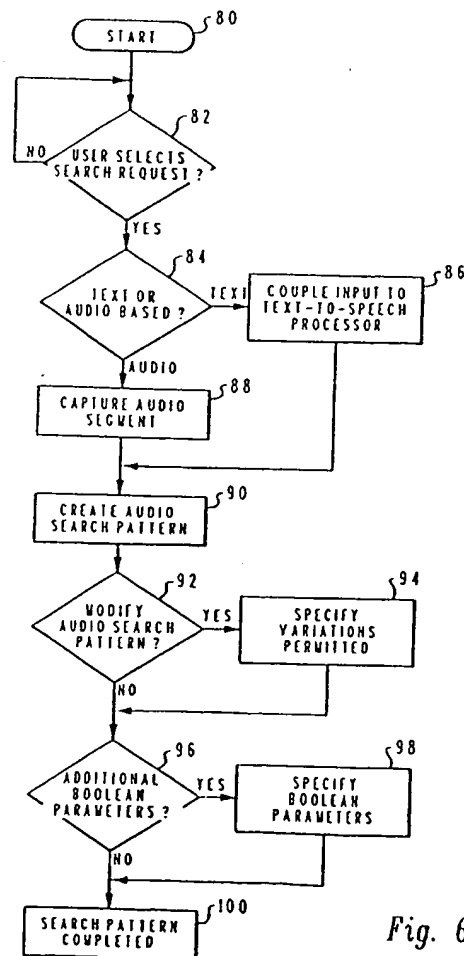 80
START
82
NO
USER SELECTS
SEARCH REQUEST ?
YES
84
TEXT OR
AUDIO BASED ?
TEXT
86
COUPLE INPUT TO
TEXT-TO-SPEECH
PROCESSOR
AUDIO
88
CAPTURE AUDIO
SEGMENT
90
CREATE AUDIO
SEARCH PATTERN
92
MODIFY
AUDIO SEARCH
PATTERN ?
YES
94
SPECIFY
VARIATIONS
PERMITTED
NO
96
ADDITIONAL
BOOLEAN
PARAMETERS ?
YES
98
SPECIFY
BOOLEAN
PARAMETERS
NO
100
SEARCH PATTERN
COMPLETED
Fig. 6